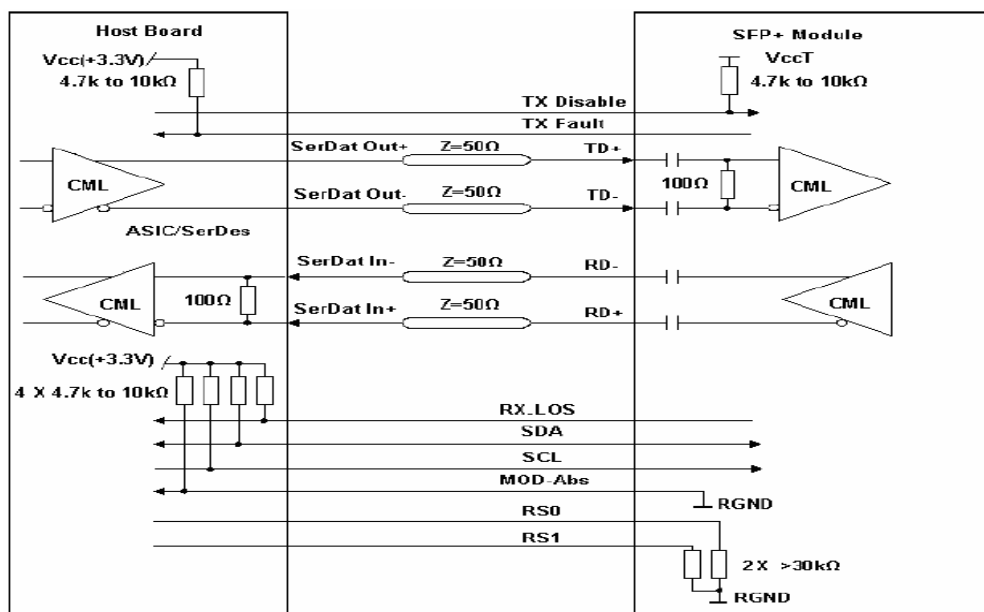 Host Board
SFP+ Module
Vcc(+3.3V)
4.7k to 10kΩ
VccT
4.7k to 10kΩ
TX Disable
TX Fault
SerDat Out+
Z=50Ω
TD+
CML
100Ω
CML
SerDat Out-
Z=50Ω
TD-
ASIC/SerDes
SerDat In-
Z=50Ω
RD-
CML
100Ω
CML
SerDat In+
Z=50Ω
RD+
Vcc(+3.3V)
4 X 4.7k to 10kΩ
RX_LOS
SDA
SCL
MOD-Abs
RGND
RS0
RS1
2 X >30kΩ
RGND